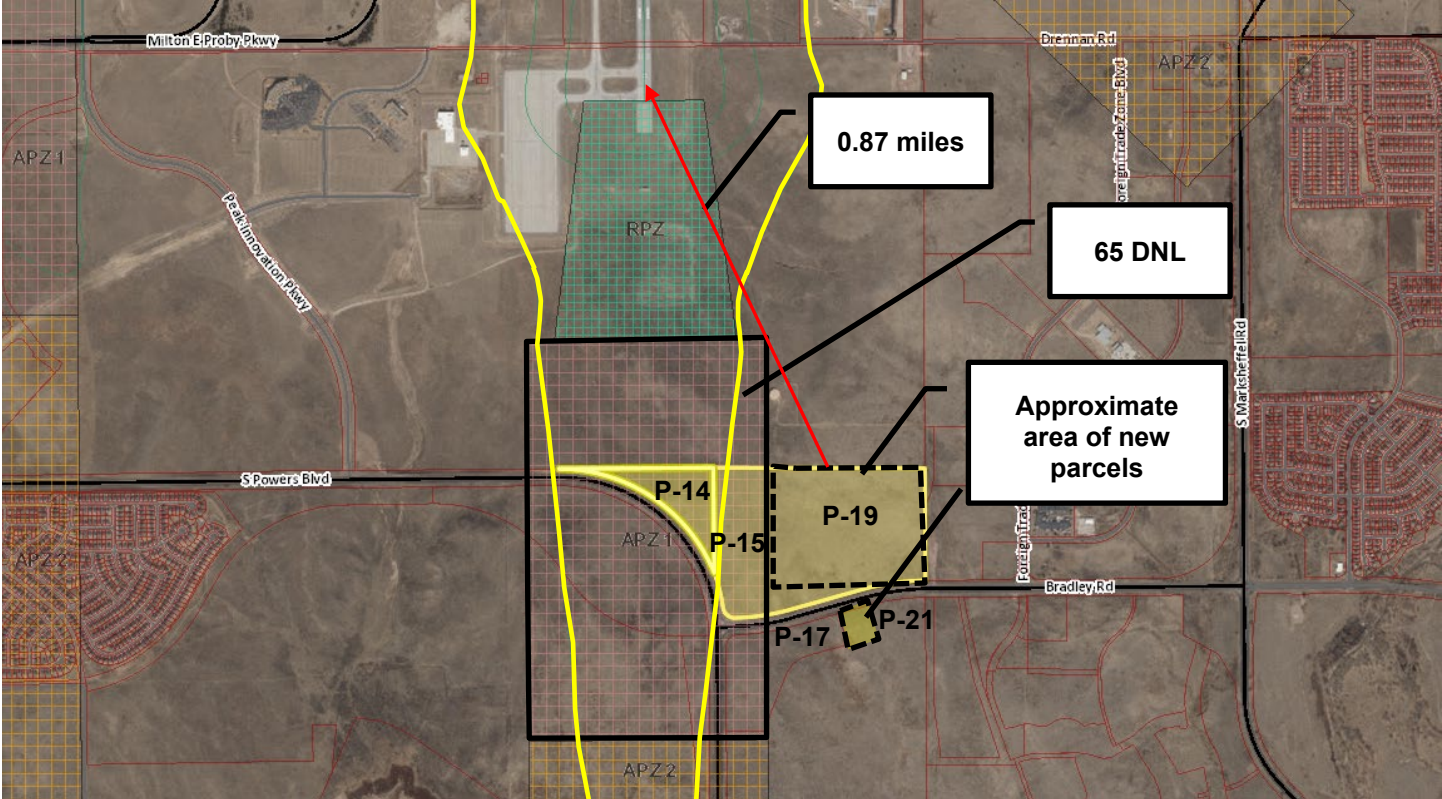 Milton E Proby Pkwy
Drennan Rd
APZ 2
APZ 1
0.87 miles
Foreign Trade Zone Blvd
Peak Innovation Pkwy
RPZ
65 DNL
S Marksheffel Rd
Approximate
area of new
parcels
S Powers Blvd
P-14
P-19
APZ 1
P-15
APZ 2
Foreign Trad
Bradley Rd
P-17
P-21
APZ 2